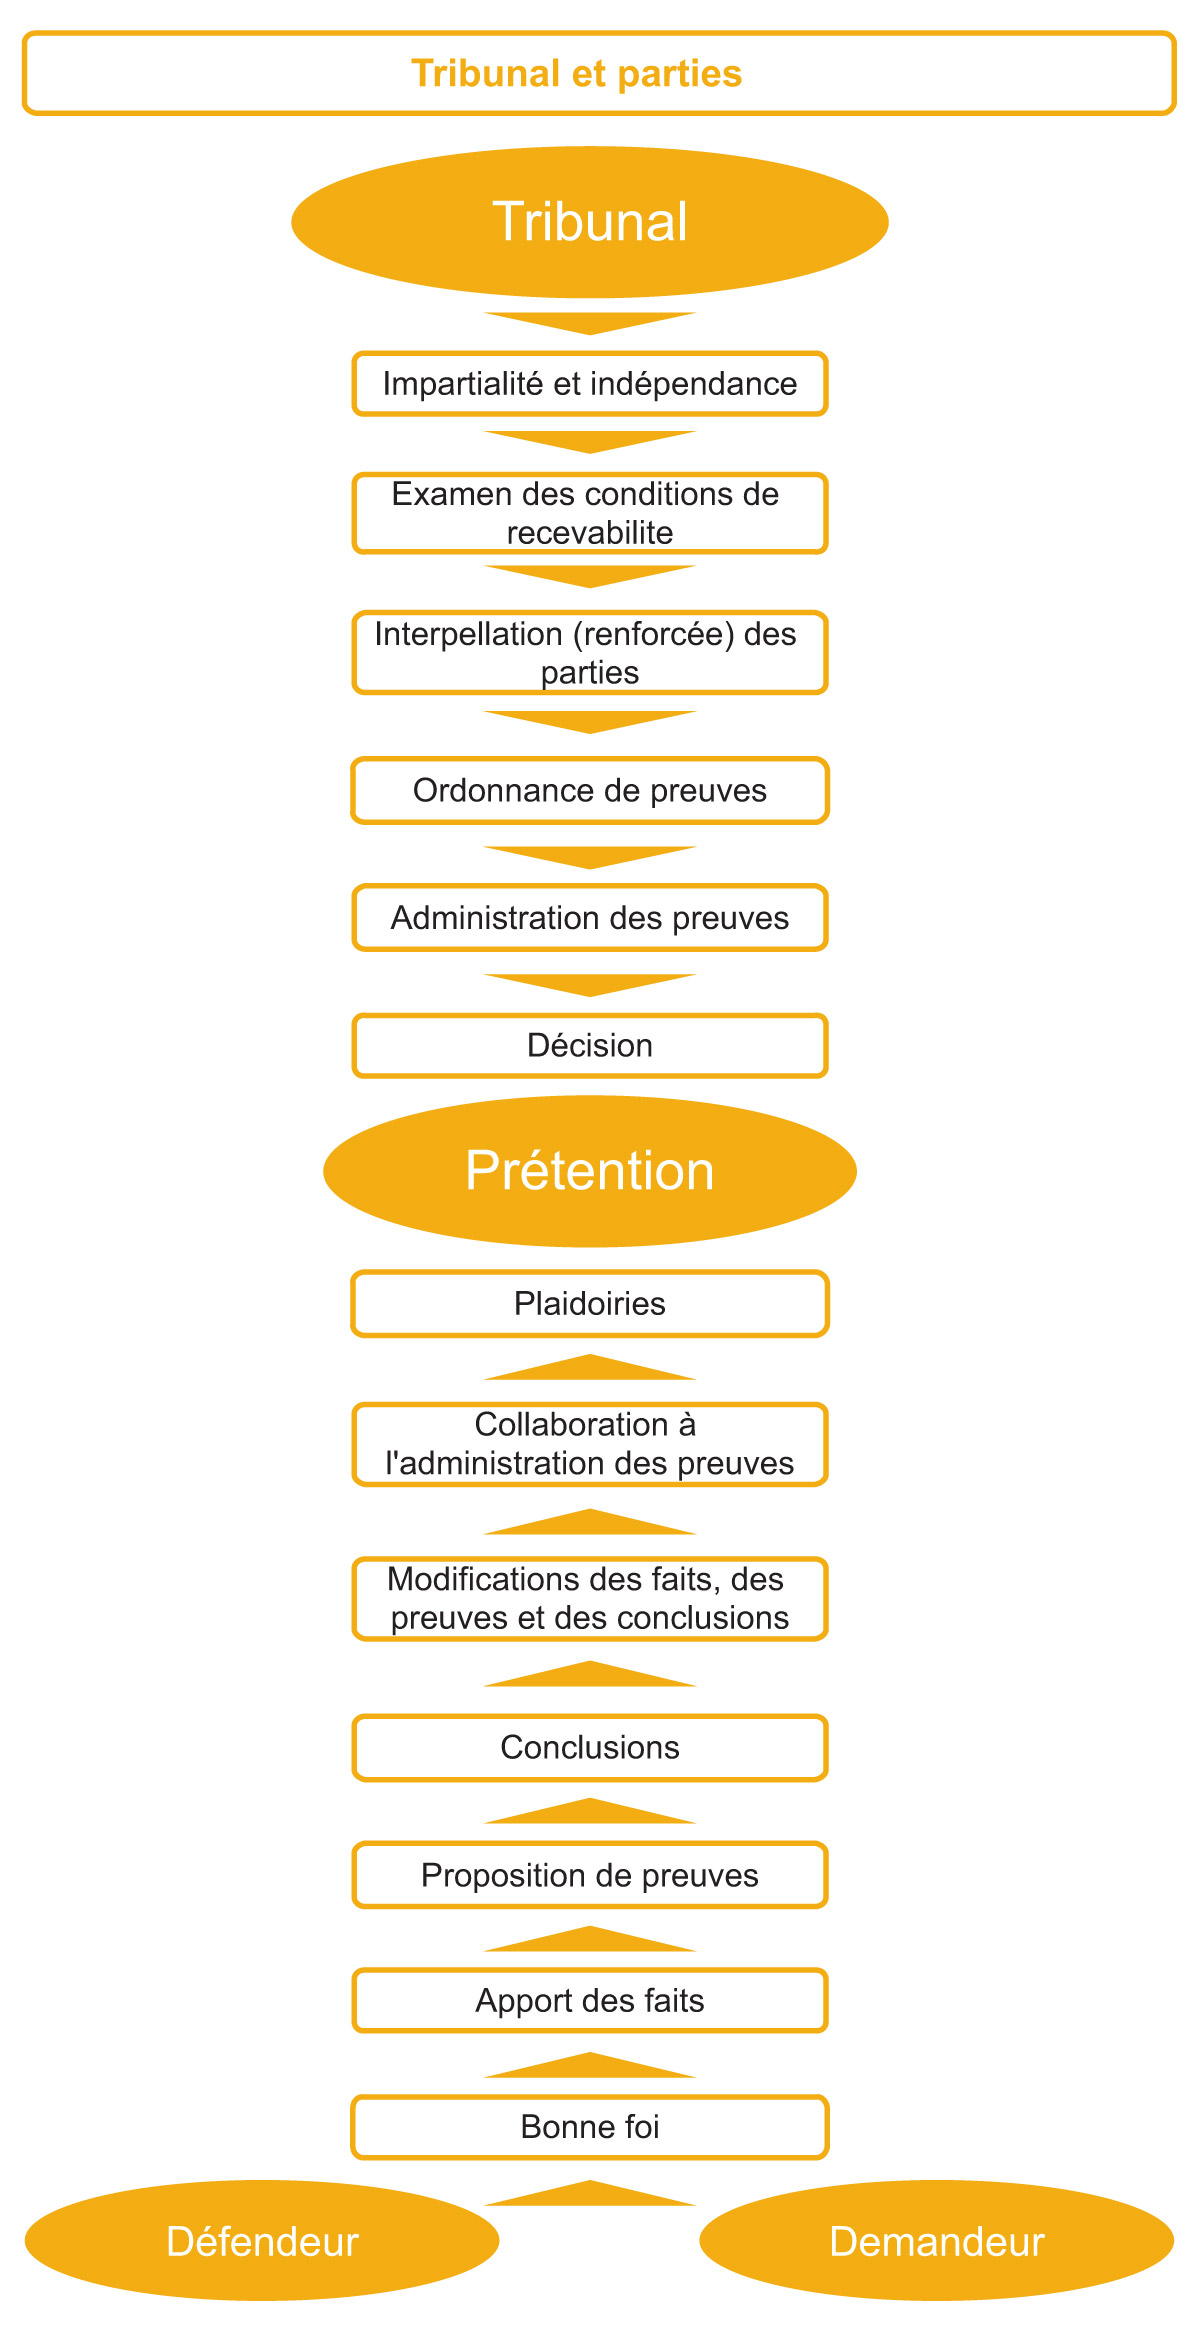 Tribunal et parties
Tribunal
Impartialité et indépendance
Examen des conditions de
recevabilite
Interpellation (renforcée) des
parties
Ordonnance de preuves
Administration des preuves
Décision
Prétention
Plaidoiries
Collaboration à
l'administration des preuves
Modifications des faits, des
preuves et des conclusions
Conclusions
Proposition de preuves
Apport des faits
Bonne foi
Défendeur
Demandeur